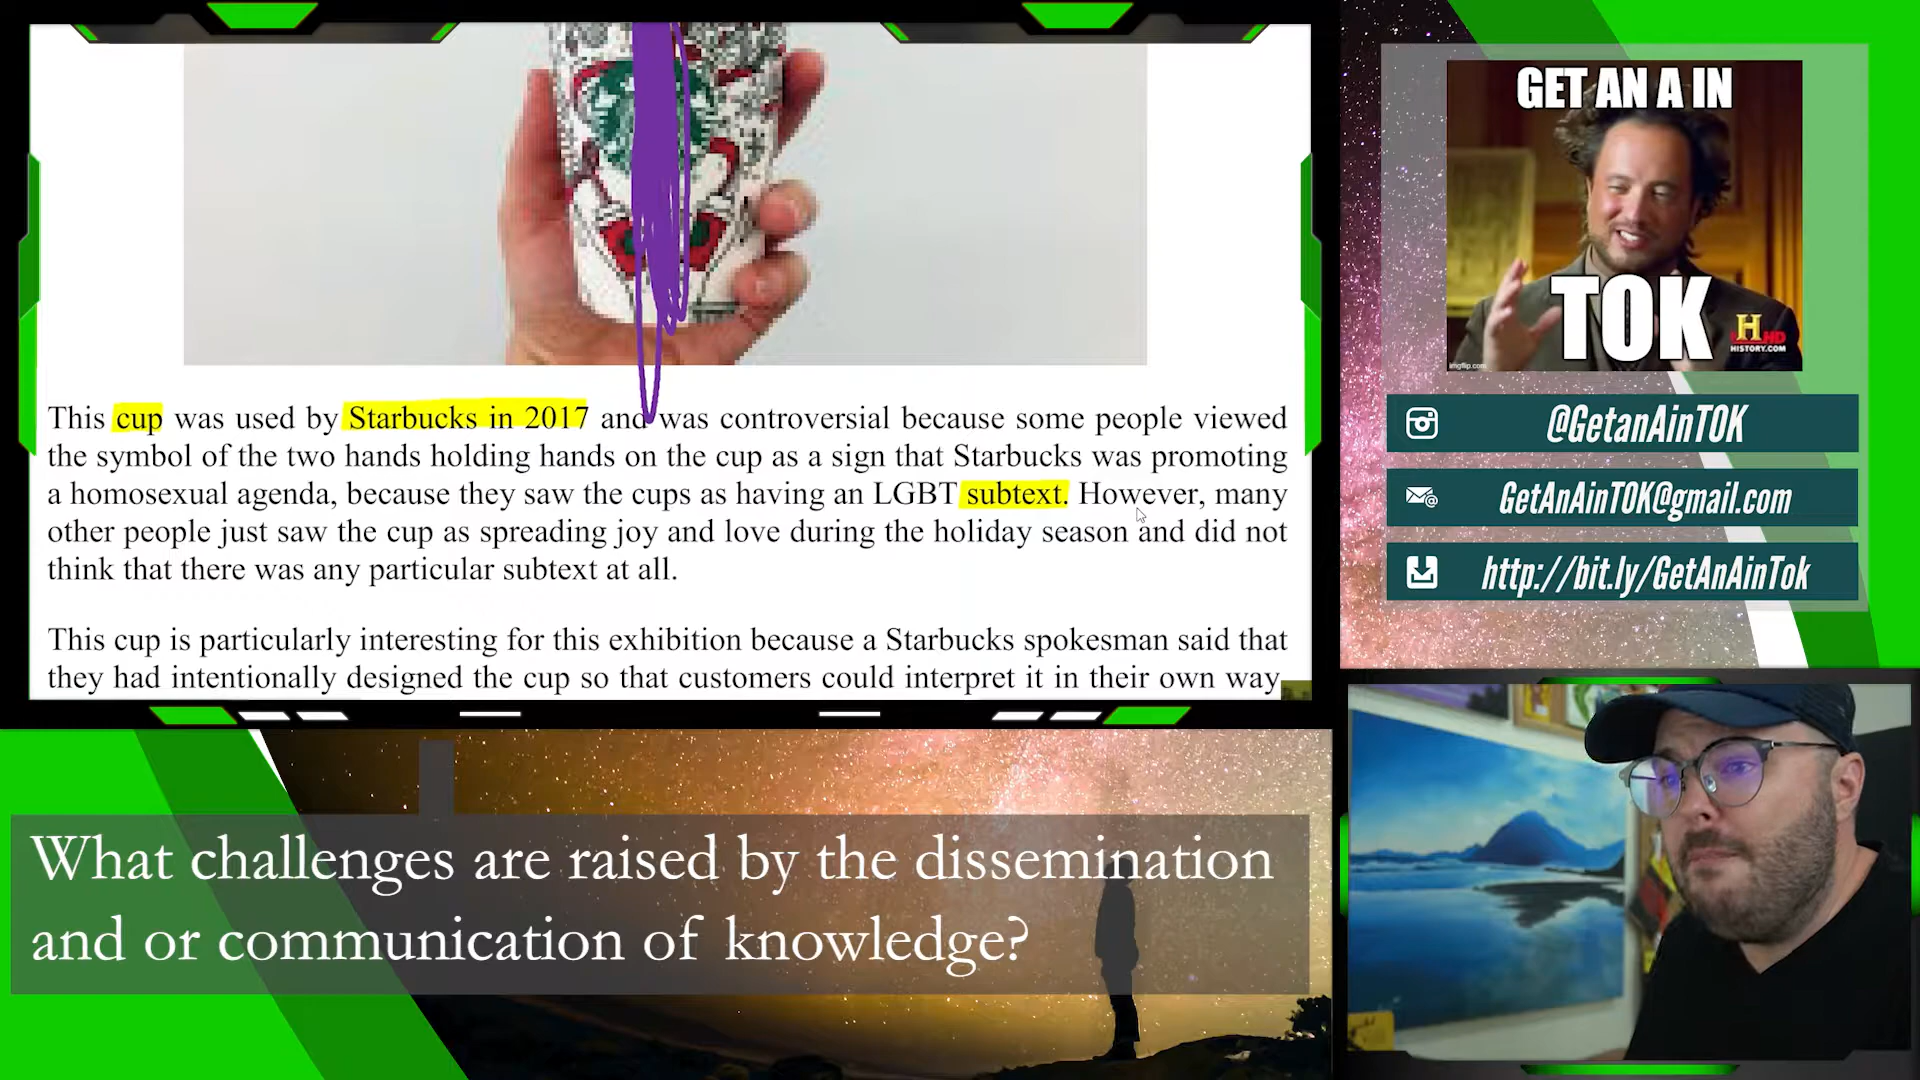 This cup was used by Starbucks in 2017 and was controversial because some people viewed
the symbol of the two hands holding hands on the cup as a sign that Starbucks was promoting
a homosexual agenda, because they saw the cups as having an LGBT subtext. However, many
other people just saw the cup as spreading joy and love during the holiday season and did not
think that there was any particular subtext at all.
This cup is particularly interesting for this exhibition because a Starbucks spokesman said that
they had intentionally designed the cup so that customers could interpret it in their own way
GET AN A IN
TOK
H HD
HISTORY.COM
imgflip.com
@GetanAinTOK
GetAnAinTOK@gmail.com
http://bit.ly/GetAnAinTok
What challenges are raised by the dissemination
and or communication of knowledge?